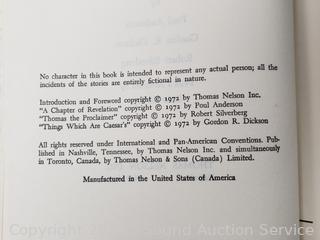 No character in this book is intended to represent any actual person; all the
incidents of the stories are entirely fictional in nature.
Introduction and Foreword copyright © 1972 by Thomas Nelson Inc.
"A Chapter of Revelation" copyright © 1972 by Poul Anderson
"Thomas the Proclaimer" copyright © 1972 by Robert Silverberg
"Things Which Are Caesar's" copyright © 1972 by Gordon R. Dickson
All rights reserved under International and Pan-American Conventions. Pub-
lished in Nashville, Tennessee, by Thomas Nelson Inc. and simultaneously
in Toronto, Canada, by Thomas Nelson & Sons (Canada) Limited.
Manufactured in the United States of America
Sound Auction Service